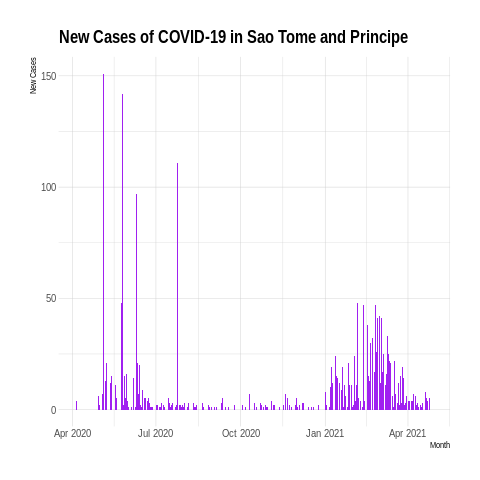 New Cases of COVID-19 in Sao Tome and Principe
New Cases
150
100
50
0
Apr 2020 Jul 2020 Oct 2020 Jan 2021 Apr 2021
Month